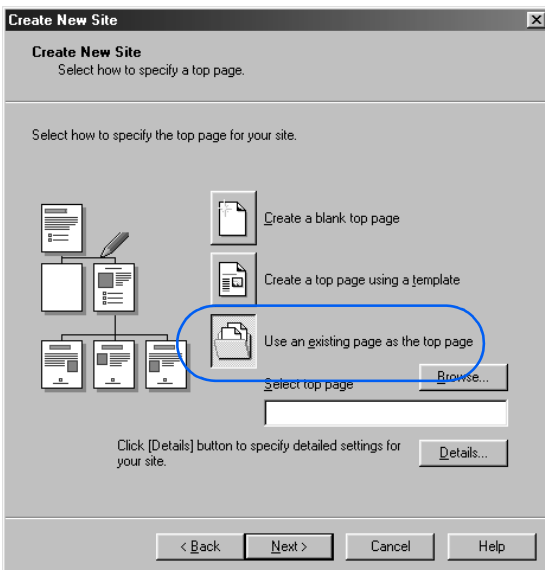 Create New Site
Create New Site
Select how to specify a top page.
Select how to specify the top page for your site.
Create a blank top page
Create a top page using a template
Use an existing page as the top page
Select top page
Browse...
Click [Details] button to specify detailed settings for
your site.
Details...
< Back
Next >
Cancel
Help